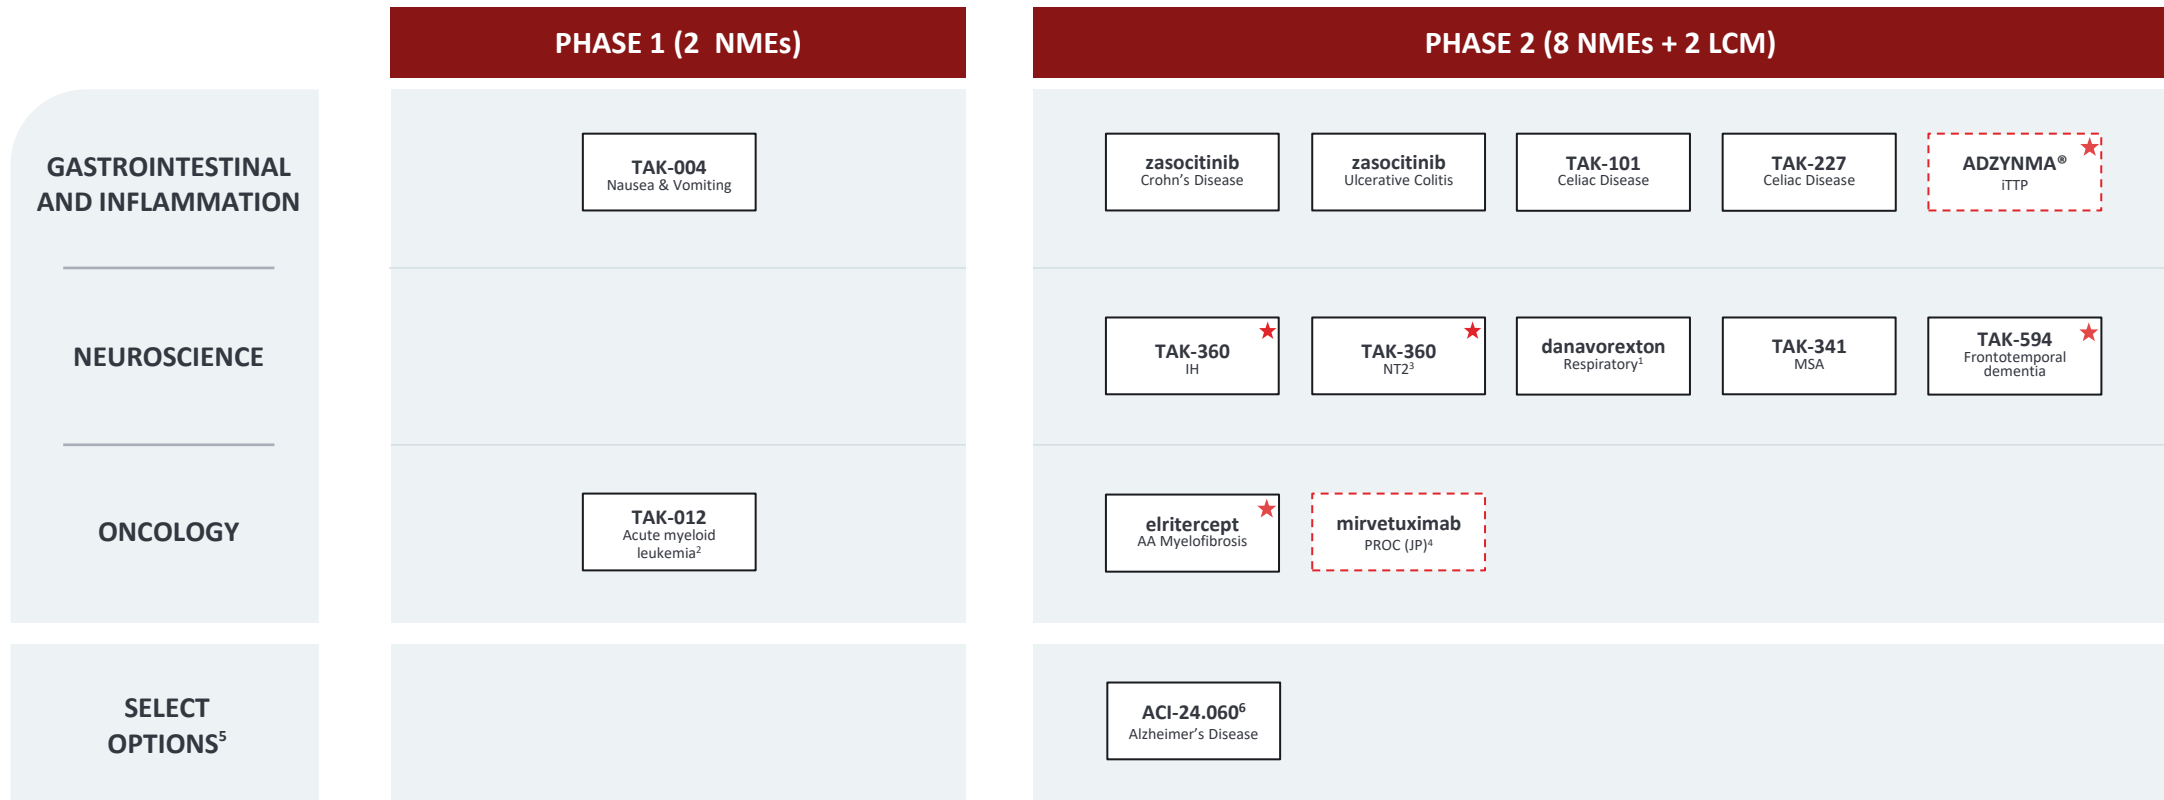 PHASE 1 (2 NMEs)
PHASE 2 (8 NMEs + 2 LCM)
GASTROINTESTINAL
AND INFLAMMATION
TAK-004
Nausea & Vomiting
zasocitinib
Crohn's Disease
zasocitinib
Ulcerative Colitis
TAK-101
Celiac Disease
TAK-227
Celiac Disease
ADZYNMA®
iTTP
NEUROSCIENCE
TAK-360
IH
TAK-360
NT2³
danavorexton
Respiratory¹
TAK-341
MSA
TAK-594
Frontotemporal
dementia
ONCOLOGY
TAK-012
Acute myeloid
leukemia²
elritercept
AA Myelofibrosis
mirvetuximab
PROC (JP)⁴
SELECT
OPTIONS⁵
ACI-24.060⁶
Alzheimer's Disease